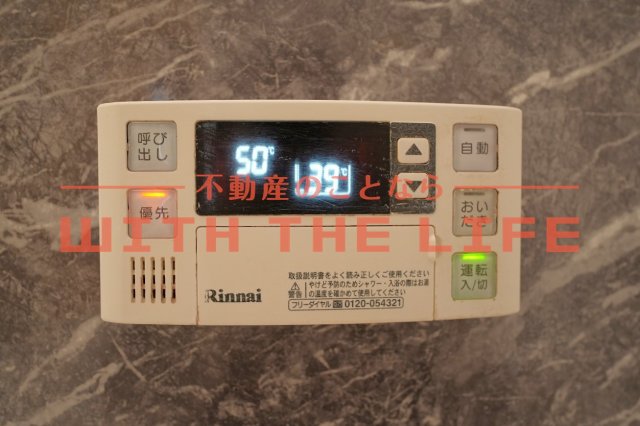 呼び
出し
50℃
39℃
自動
不動産のことなら
優先
おい
だき
WITH THE LIFE
運転
入/切
Rinnai
取扱説明書をよく読み正しくご使用ください
警告
やけど予防のためシャワー・入浴の際はお湯
の温度を確かめて使用してください
フリーダイヤル 0120-054321